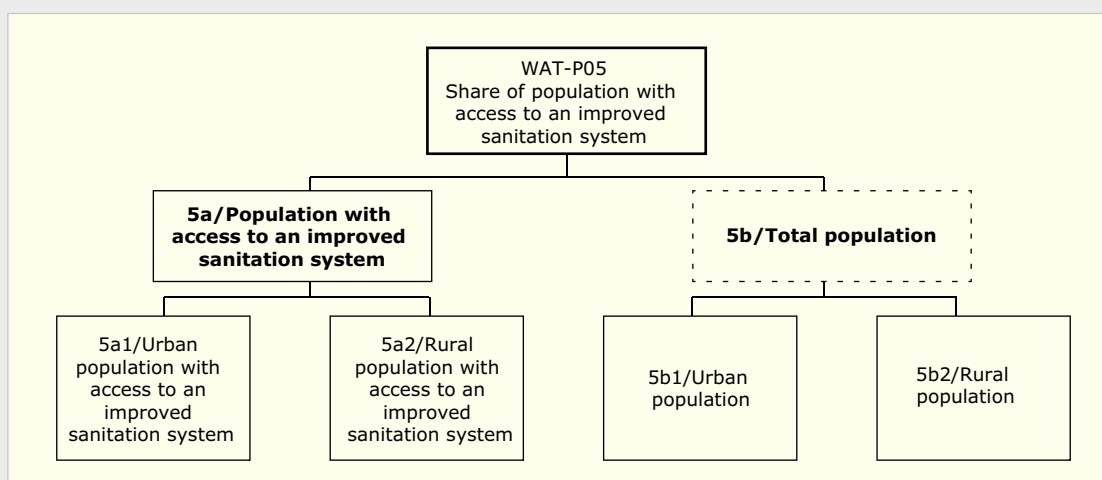 WAT-P05
Share of population with
access to an improved
sanitation system
5a/Population with
access to an improved
sanitation system
5b/Total population
5a1/Urban
population with
access to an
improved
sanitation system
5a2/Rural
population with
access to an
improved
sanitation system
5b1/Urban
population
5b2/Rural
population